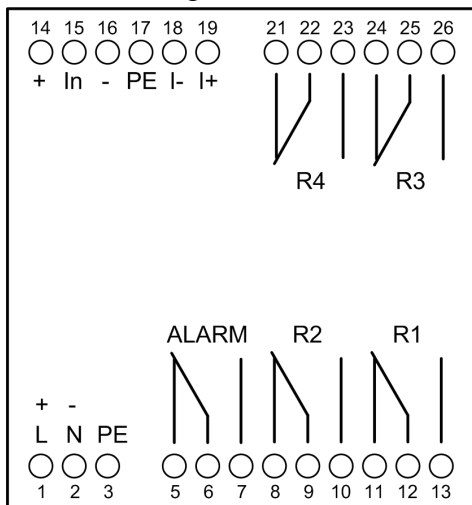 14 15 16 17 18 19 21 22 23 24 25 26
+ In - PE I- I+
R4 R3
ALARM R2 R1
+ -
L N PE
1 2 3 5 6 7 8 9 10 11 12 13